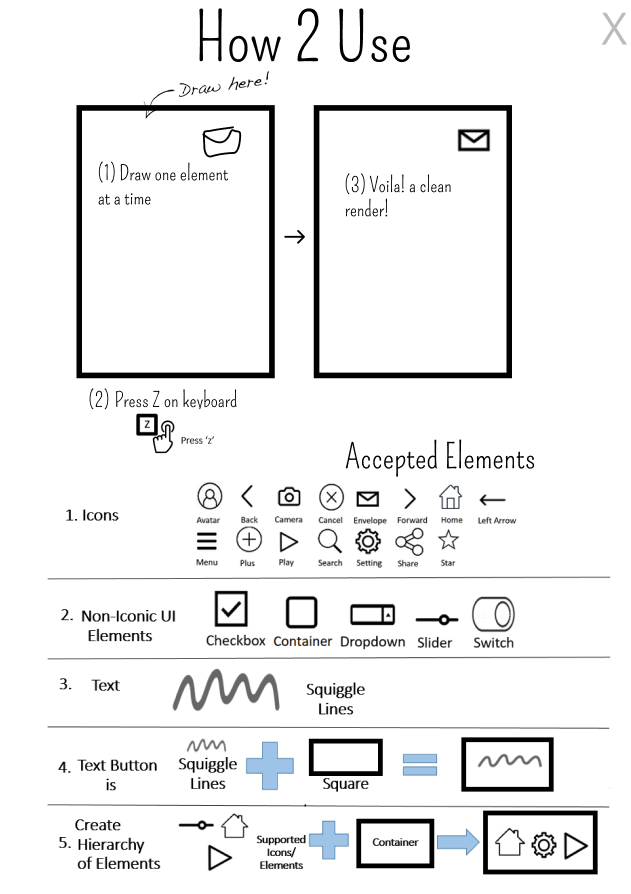 How 2 Use
X
Draw here!
(1) Draw one element
at a time
(3) Voila! a clean
render!
(2) Press Z on keyboard
Z
Press 'z'
Accepted Elements
1. Icons
Avatar Back Camera Cancel Envelope Forward Home Left Arrow
Menu Plus Play Search Setting Share Star
2. Non-Iconic UI
Elements
Checkbox Container Dropdown Slider Switch
3. Text
Squiggle
Lines
4. Text Button
is
Squiggle
Lines
Square
5. Create
Hierarchy
of Elements
Supported
Icons/
Elements
Container